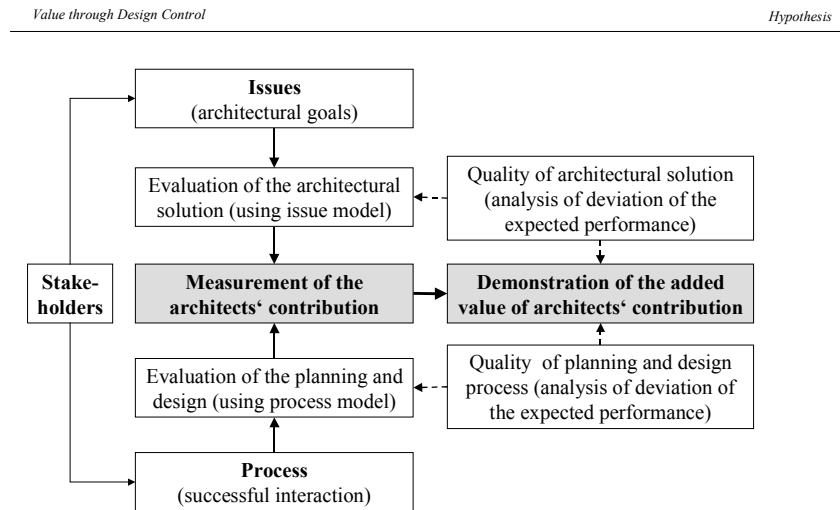 Value through Design Control
Hypothesis
Issues
(architectural goals)
Evaluation of the architectural
solution (using issue model)
Quality of architectural solution
(analysis of deviation of the
expected performance)
Stake-
holders
Measurement of the
architects‘ contribution
Demonstration of the added
value of architects‘ contribution
Evaluation of the planning and
design (using process model)
Quality of planning and design
process (analysis of deviation of
the expected performance)
Process
(successful interaction)